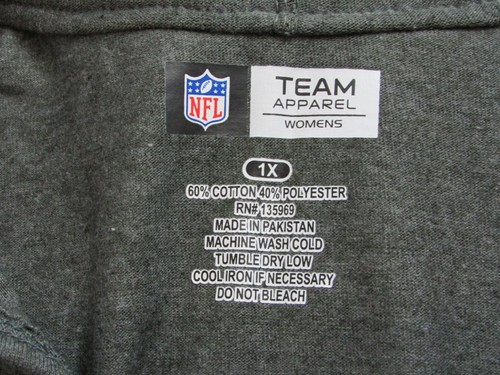 NFL
TEAM
APPAREL
WOMENS
1X
60% COTTON 40% POLYESTER
RN# 135969
MADE IN PAKISTAN
MACHINE WASH COLD
TUMBLE DRY LOW
COOL IRON IF NECESSARY
DO NOT BLEACH